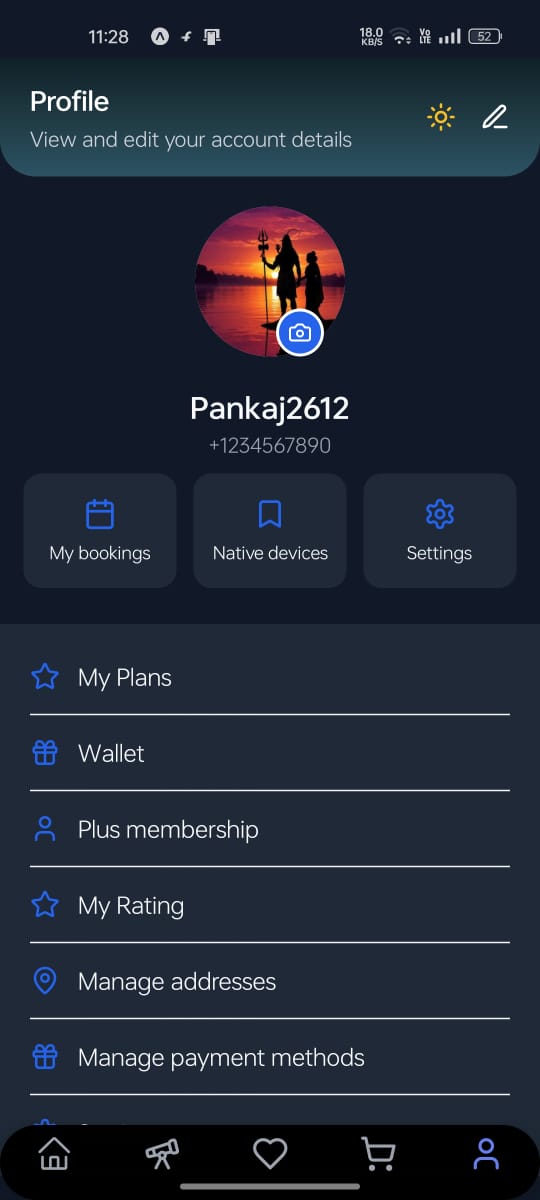 11:28
18.0 KB/S
Vo LTE
52
Profile
View and edit your account details
Pankaj2612
+1234567890
My bookings
Native devices
Settings
My Plans
Wallet
Plus membership
My Rating
Manage addresses
Manage payment methods